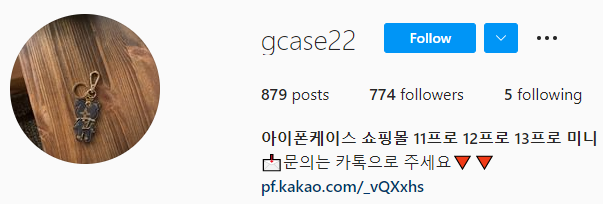 gcase22
Follow
879 posts 774 followers 5 following
아이폰케이스 쇼핑몰 11프로 12프로 13프로 미니
📩문의는 카톡으로 주세요🔻🔻
pf.kakao.com/_vQXxhs